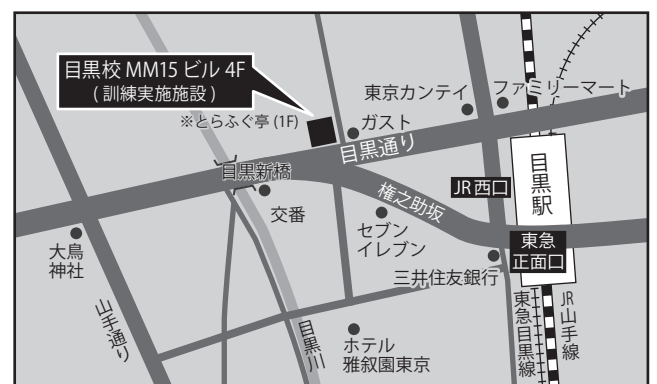 目黒校 MM15 ビル 4F
( 訓練実施施設 )
※とらふぐ亭 (1F)
東京カンテイ
ファミリーマート
ガスト
目黒通り
目黒新橋
交番
権之助坂
JR 西口
目黒駅
セブン
イレブン
東急
正面口
大鳥
神社
三井住友銀行
山手通り
目黒川
ホテル
雅叙園東京
東急目黒線
JR山手線